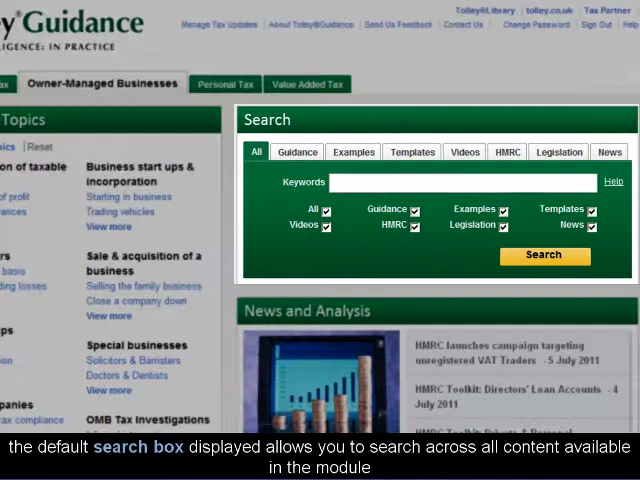 Tolley®Library | tolley.co.uk | Tax Partner
ey®Guidance
LIGENCE: IN PRACTICE
Manage Tax Updates | About Tolley®Guidance | Send Us Feedback | Contact Us | Change Password | Sign Out | Help
ax
Owner-Managed Businesses
Personal Tax
Value Added Tax
Topics
pics | Reset
on of taxable
of profit
ances
rs
basis
ding losses
ps
ion
panies
tax compliance
Business start ups &
incorporation
Starting in business
Trading vehicles
View more
Sale & acquisition of a
business
Selling the family business
Close a company down
View more
Special businesses
Solicitors & Barristers
Doctors & Dentists
View more
OMB Tax Investigations
Search
All Guidance Examples Templates Videos HMRC Legislation News
Keywords
Help
All Guidance Examples Templates
Videos HMRC Legislation News
Search
News and Analysis
HMRC launches campaign targeting
unregistered VAT Traders - 5 July 2011
HMRC Toolkit: Directors' Loan Accounts - 4
July 2011
HMRC Toolkit: Private & Personal
the default search box displayed allows you to search across all content available
in the module